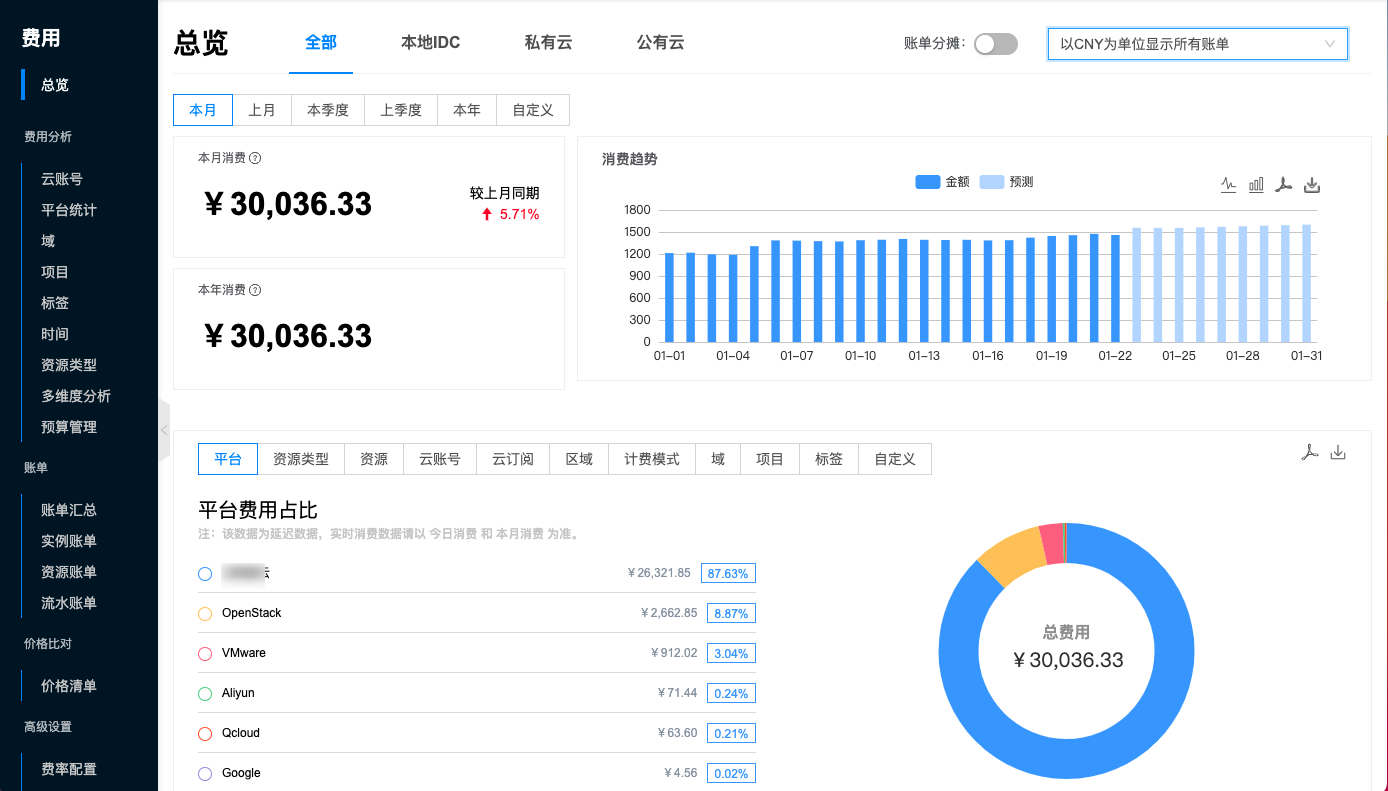 费用
总览
费用分析
云账号
平台统计
域
项目
标签
时间
资源类型
多维度分析
预算管理
账单
账单汇总
实例账单
资源账单
流水账单
价格比对
价格清单
高级设置
费率配置
总览 全部 本地IDC 私有云 公有云 账单分摊: 以CNY为单位显示所有账单
本月 上月 本季度 上季度 本年 自定义
本月消费 ?
¥ 30,036.33
较上月同期
5.71%
本年消费 ?
¥ 30,036.33
消费趋势
金额 预测
1800
1500
1200
900
600
300
0
01–01 01–04 01–07 01–10 01–13 01–16 01–19 01–22 01–25 01–28 01–31
平台 资源类型 资源 云账号 云订阅 区域 计费模式 域 项目 标签 自定义
平台费用占比
注: 该数据为延迟数据，实时消费数据请以 今日消费 和 本月消费 为准。
云 ¥ 26,321.85 87.63%
OpenStack ¥ 2,662.85 8.87%
VMware ¥ 912.02 3.04%
Aliyun ¥ 71.44 0.24%
Qcloud ¥ 63.60 0.21%
Google ¥ 4.56 0.02%
总费用
¥ 30,036.33